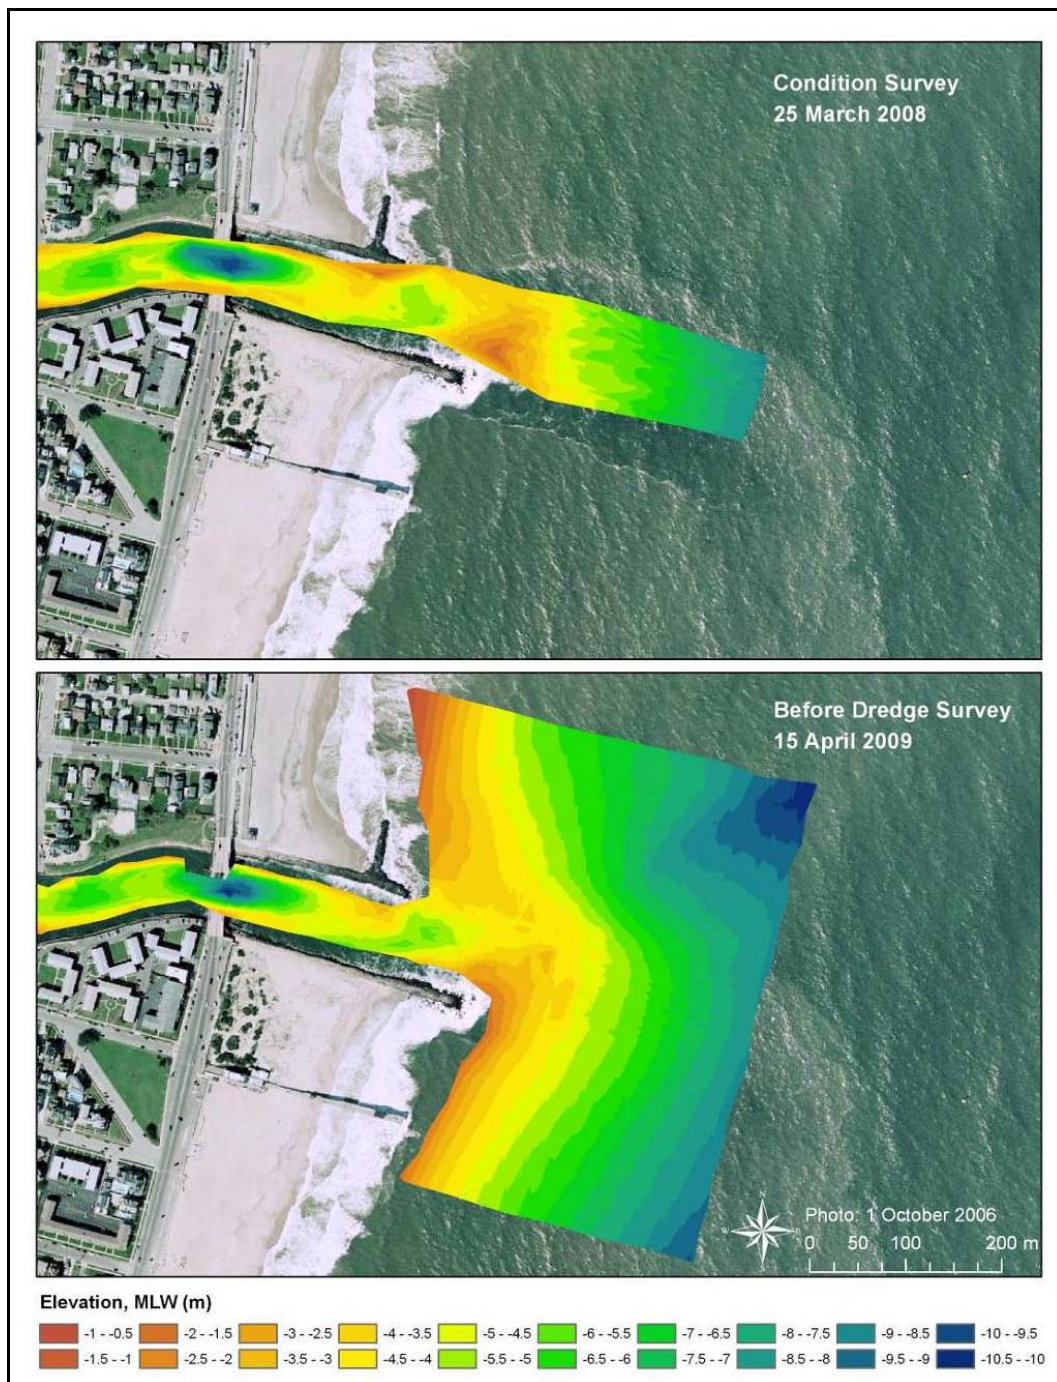 Condition Survey
25 March 2008
Before Dredge Survey
15 April 2009
Photo: 1 October 2006
0 50 100 200 m
Elevation, MLW (m)
-1 - -0.5 -2 - -1.5 -3 - -2.5 -4 - -3.5 -5 - -4.5 -6 - -5.5 -7 - -6.5 -8 - -7.5 -9 - -8.5 -10 - -9.5
-1.5 - -1 -2.5 - -2 -3.5 - -3 -4.5 - -4 -5.5 - -5 -6.5 - -6 -7.5 - -7 -8.5 - -8 -9.5 - -9 -10.5 - -10